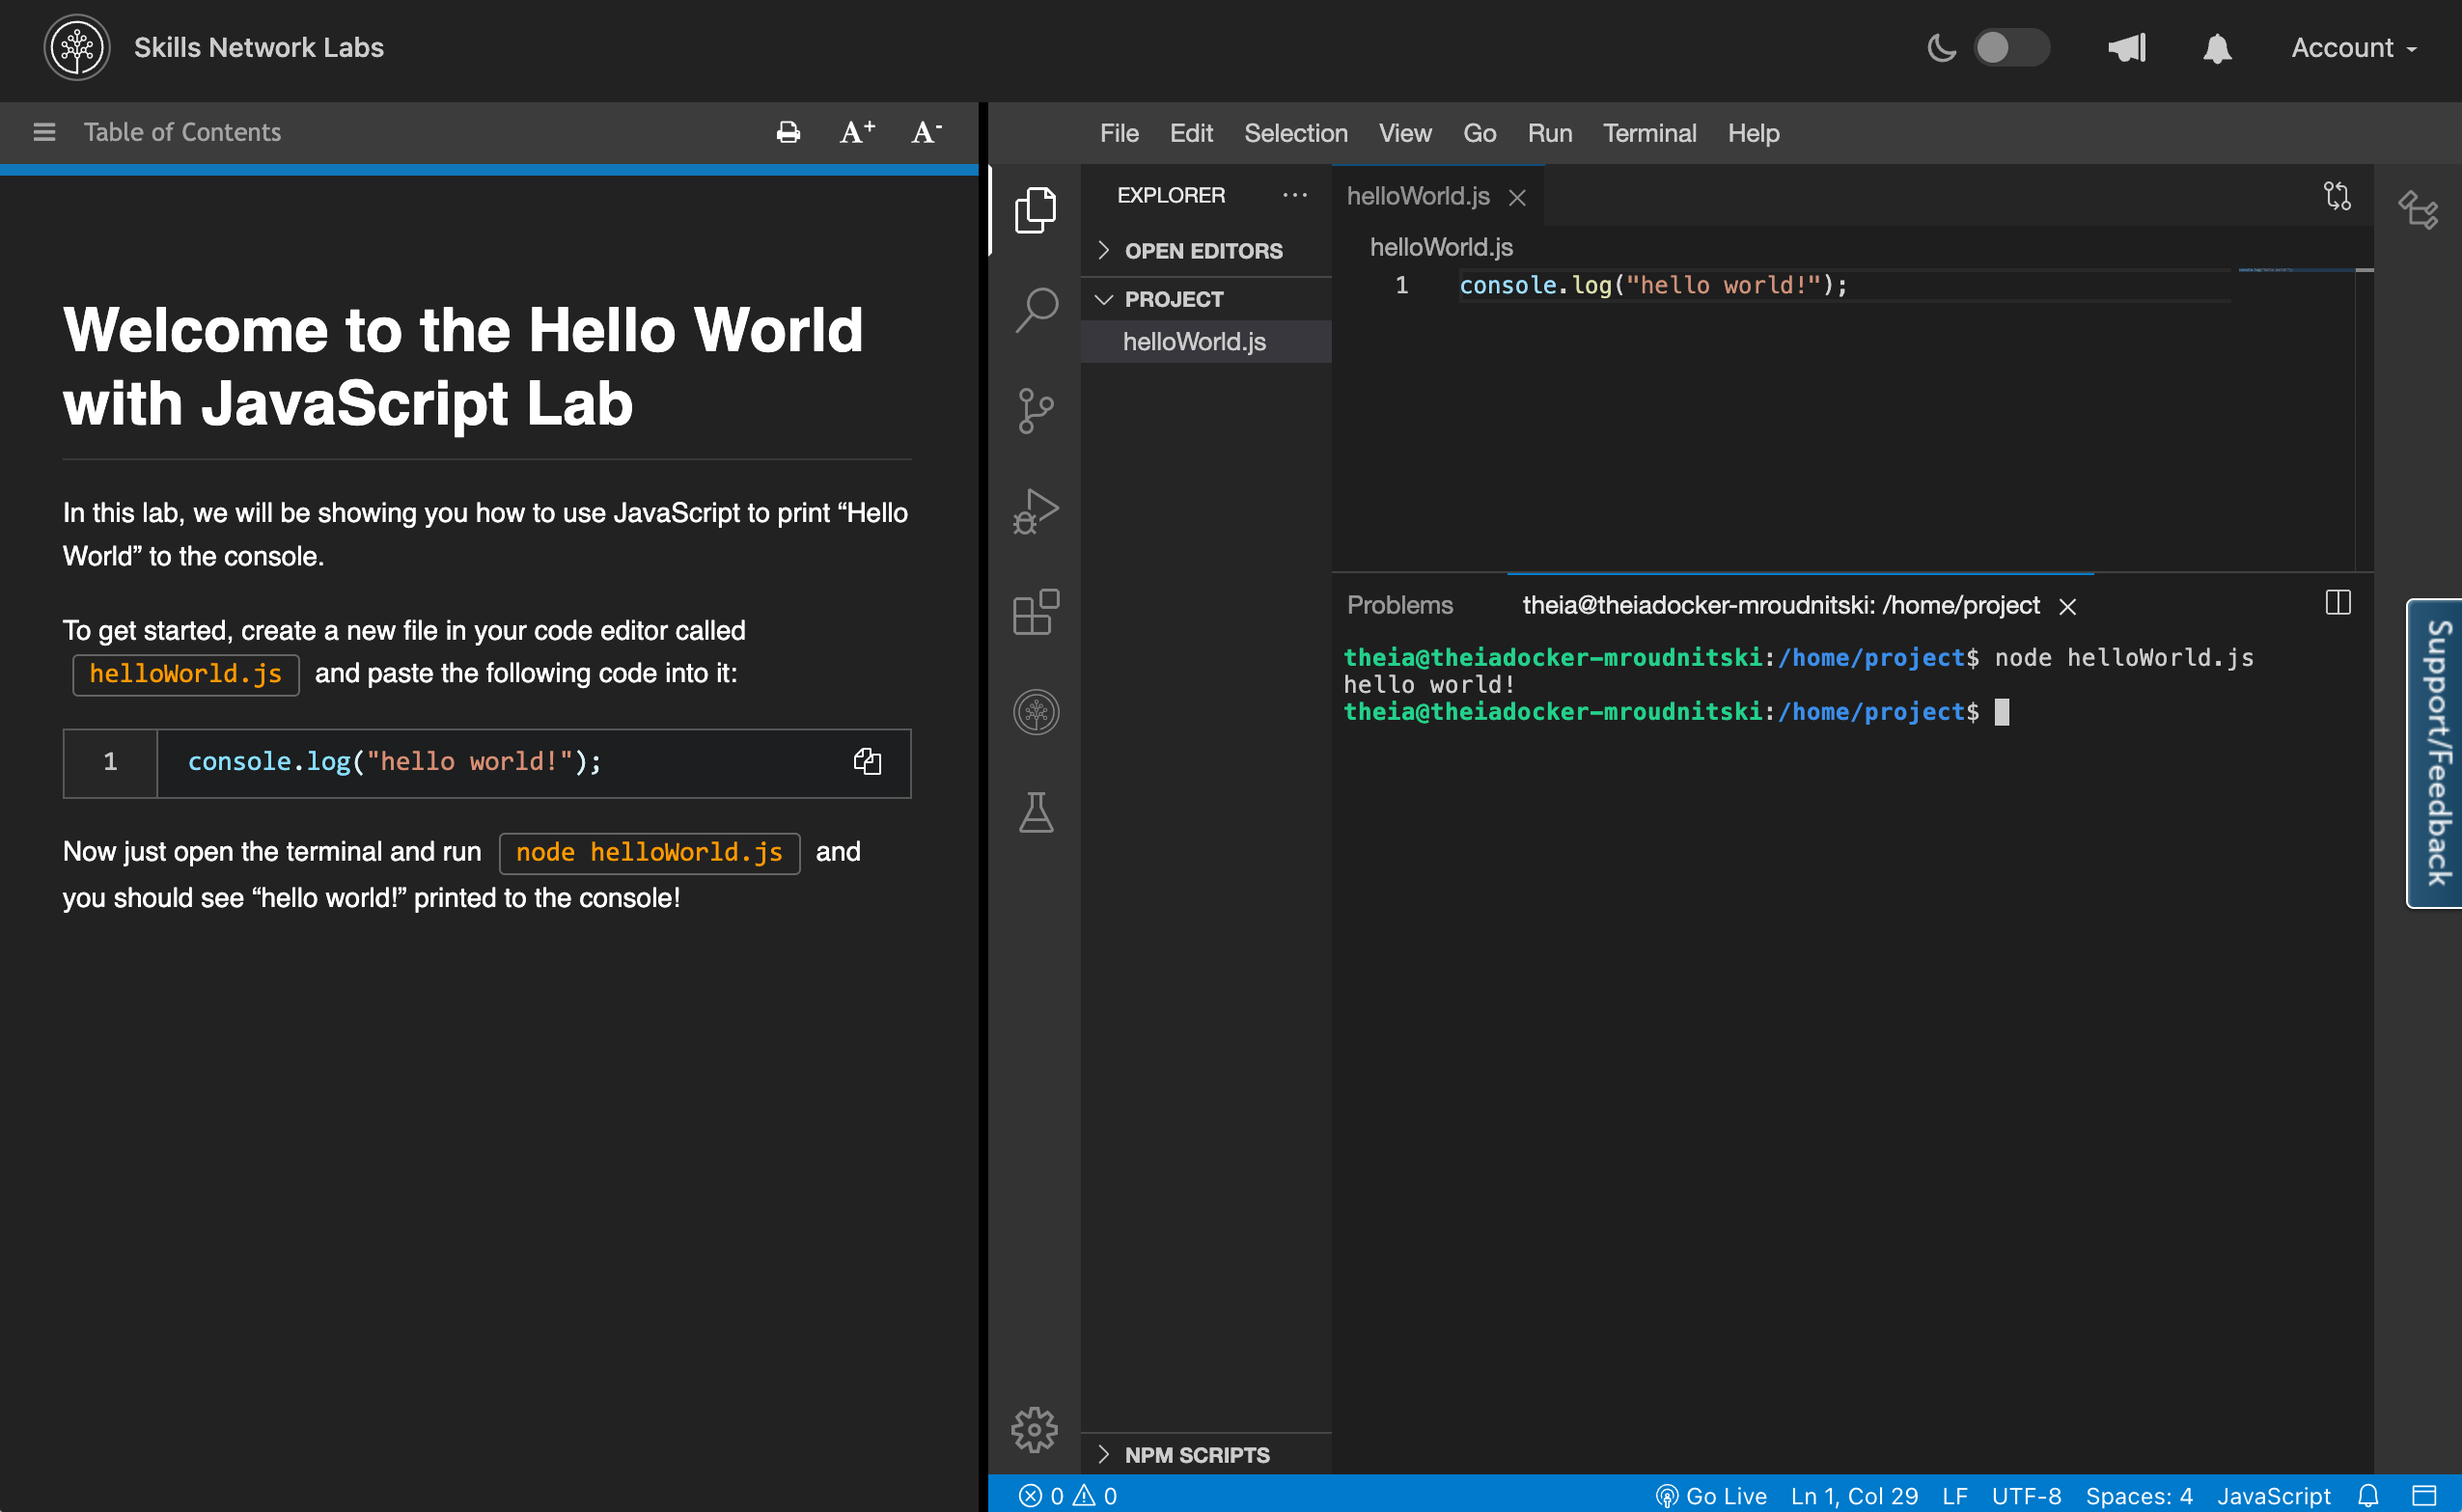 Skills Network Labs
Account
Table of Contents
A+ A-
Welcome to the Hello World
with JavaScript Lab
In this lab, we will be showing you how to use JavaScript to print “Hello
World” to the console.
To get started, create a new file in your code editor called
helloWorld.js and paste the following code into it:
1 console.log("hello world!");
Now just open the terminal and run node helloWorld.js and
you should see “hello world!” printed to the console!
File Edit Selection View Go Run Terminal Help
EXPLORER
OPEN EDITORS
PROJECT
helloWorld.js
NPM SCRIPTS
helloWorld.js
helloWorld.js
1 console.log("hello world!");
Problems theia@theiadocker-mroudnitski: /home/project
theia@theiadocker-mroudnitski:/home/project$ node helloWorld.js
hello world!
theia@theiadocker-mroudnitski:/home/project$
Support/Feedback
0 0 Go Live Ln 1, Col 29 LF UTF-8 Spaces: 4 JavaScript